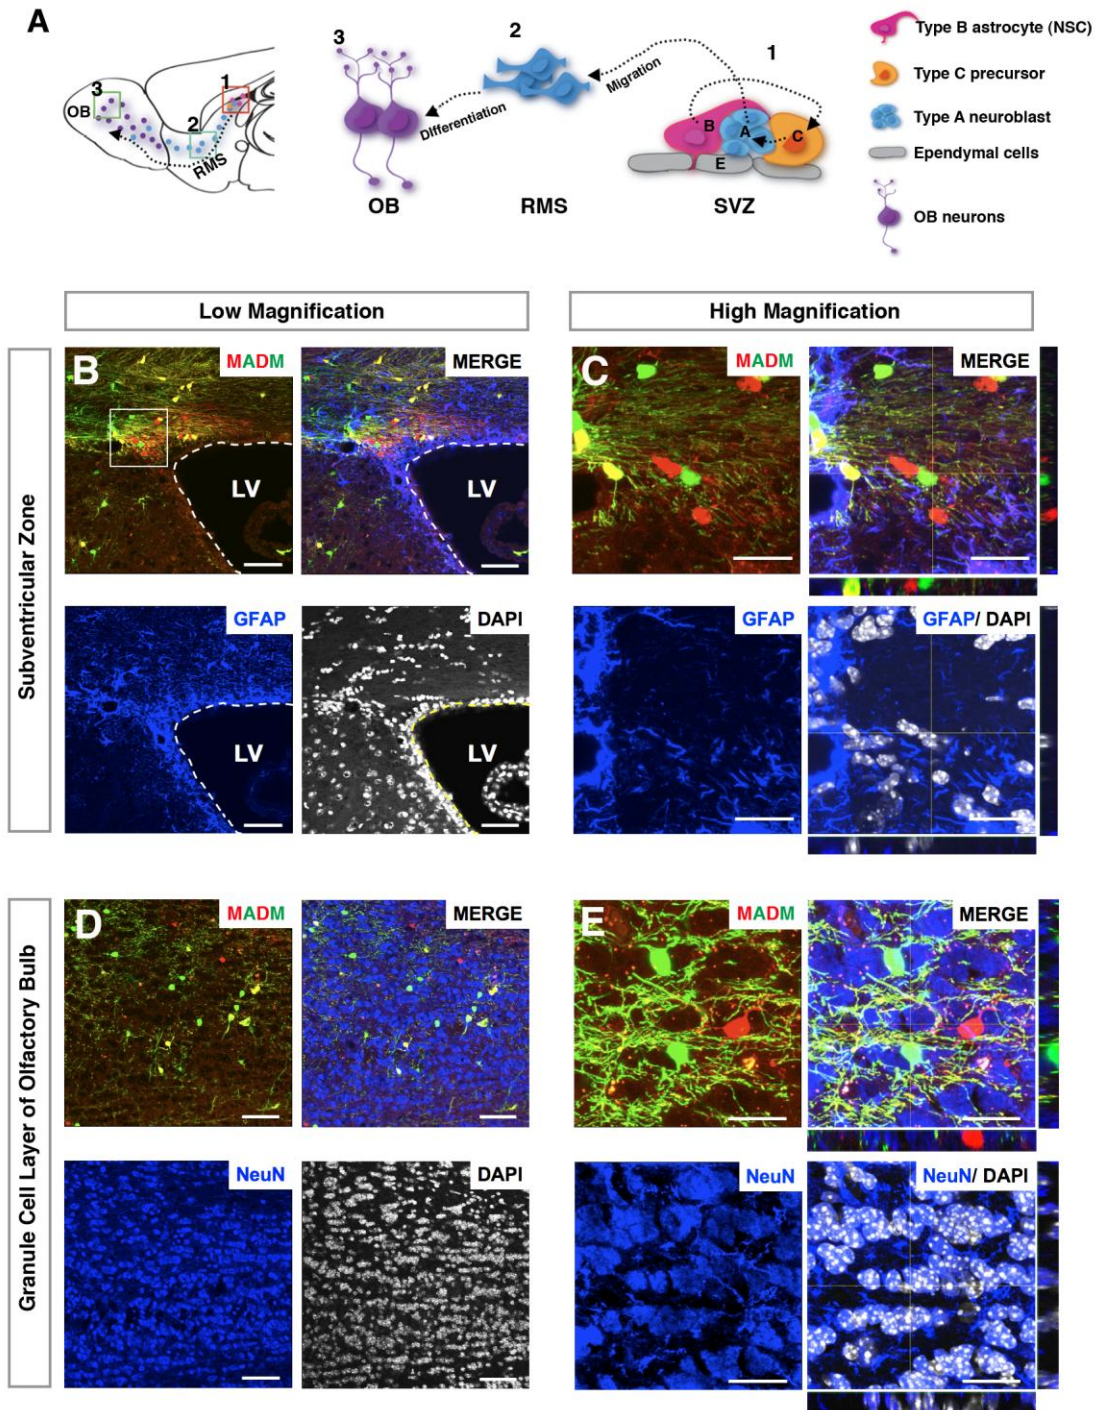 A
OB
3
2
1
RMS
3
2
1
Migration
Differentiation
B
A
C
E
OB
RMS
SVZ
Type B astrocyte (NSC)
Type C precursor
Type A neuroblast
Ependymal cells
OB neurons
Low Magnification
High Magnification
Subventricular Zone
B
MADM
LV
MERGE
LV
C
MADM
MERGE
GFAP
LV
DAPI
LV
GFAP
GFAP/ DAPI
Granule Cell Layer of Olfactory Bulb
D
MADM
MERGE
E
MADM
MERGE
NeuN
DAPI
NeuN
NeuN/ DAPI